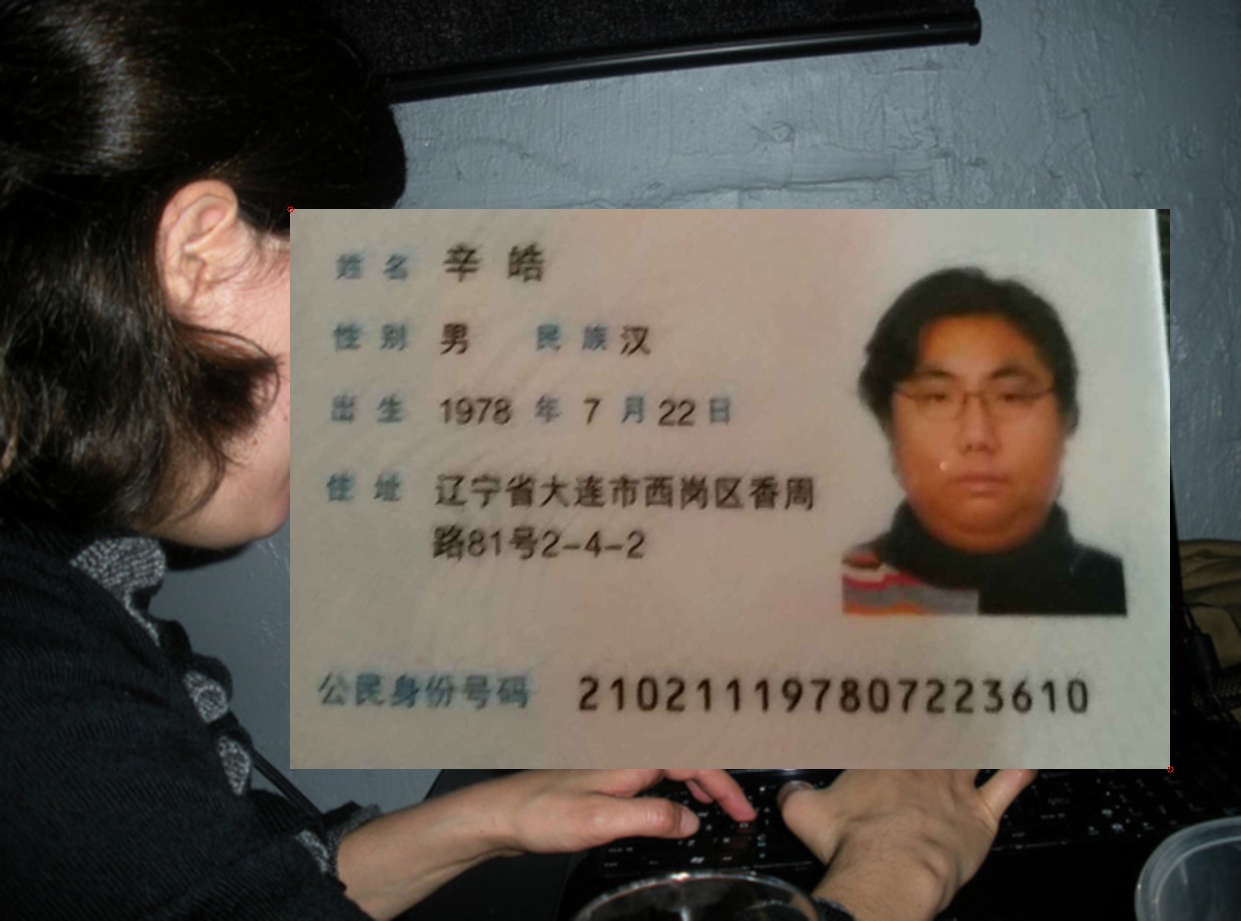 姓名 辛皓
性别 男 民族 汉
出生 1978 年 7 月 22 日
住址 辽宁省大连市西岗区香周
路81号2-4-2
公民身份号码 210211197807223610